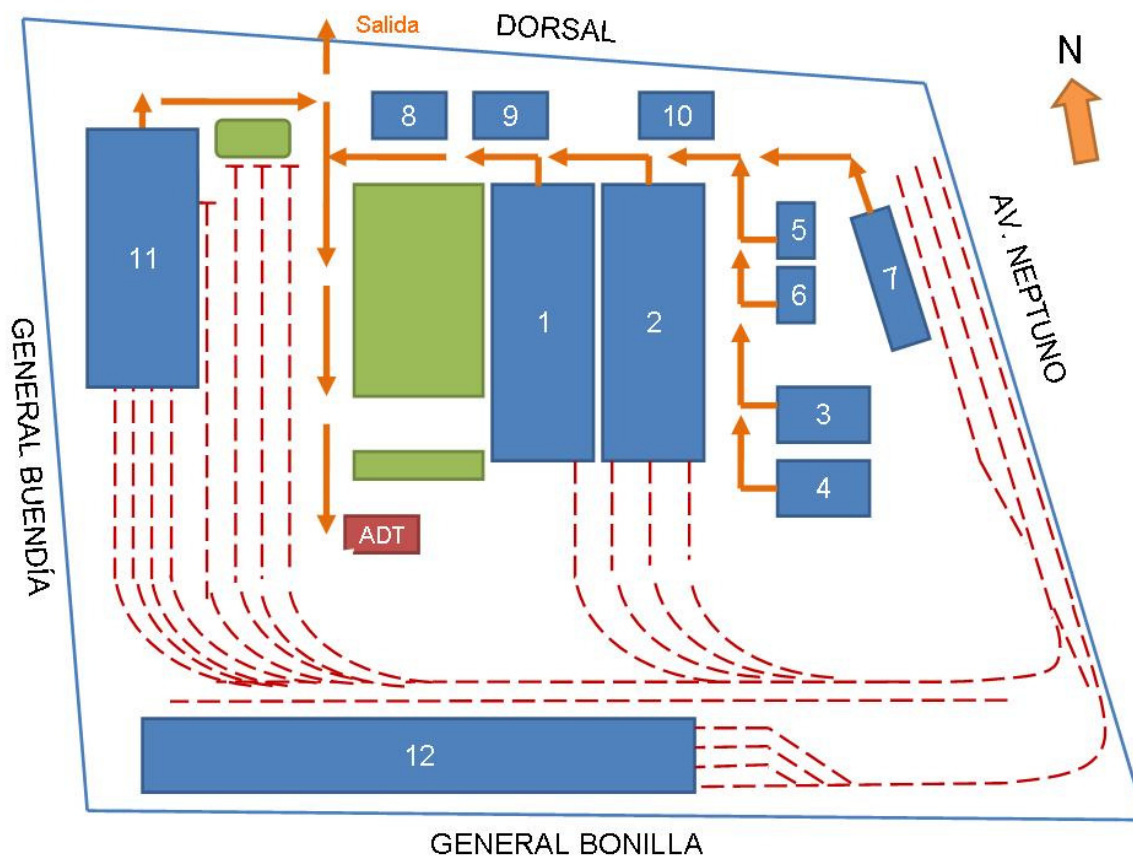 Salida
DORSAL
N
8
9
10
11
5
6
7
1
2
3
4
AV. NEPTUNO
GENERAL BUENDÍA
ADT
12
GENERAL BONILLA